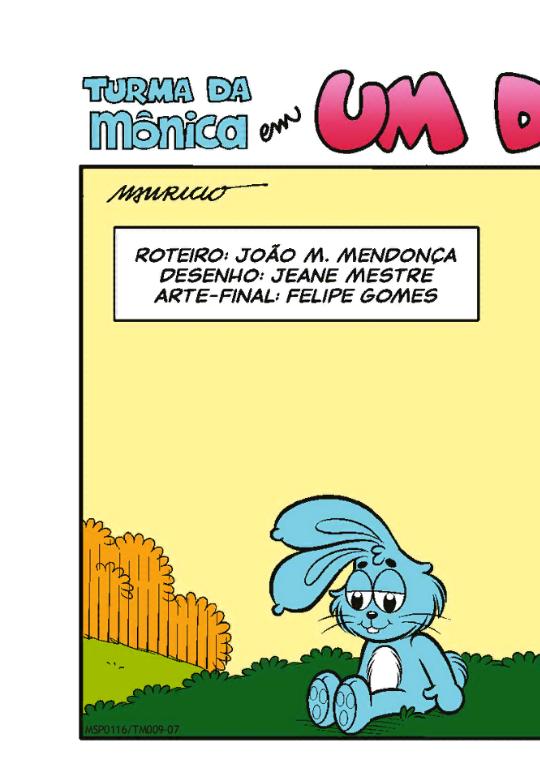 TURMA DA
MÔNICA
em
UM D
MAURICIO
ROTEIRO: JOÃO M. MENDONÇA
DESENHO: JEANE MESTRE
ARTE-FINAL: FELIPE GOMES
MSP0116/TM009-07